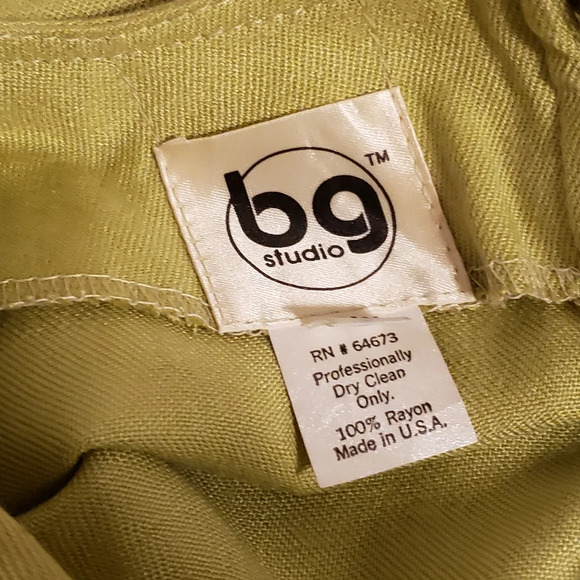 bg™
studio
RN # 64673
Professionally
Dry Clean
Only.
100% Rayon
Made in U.S.A.